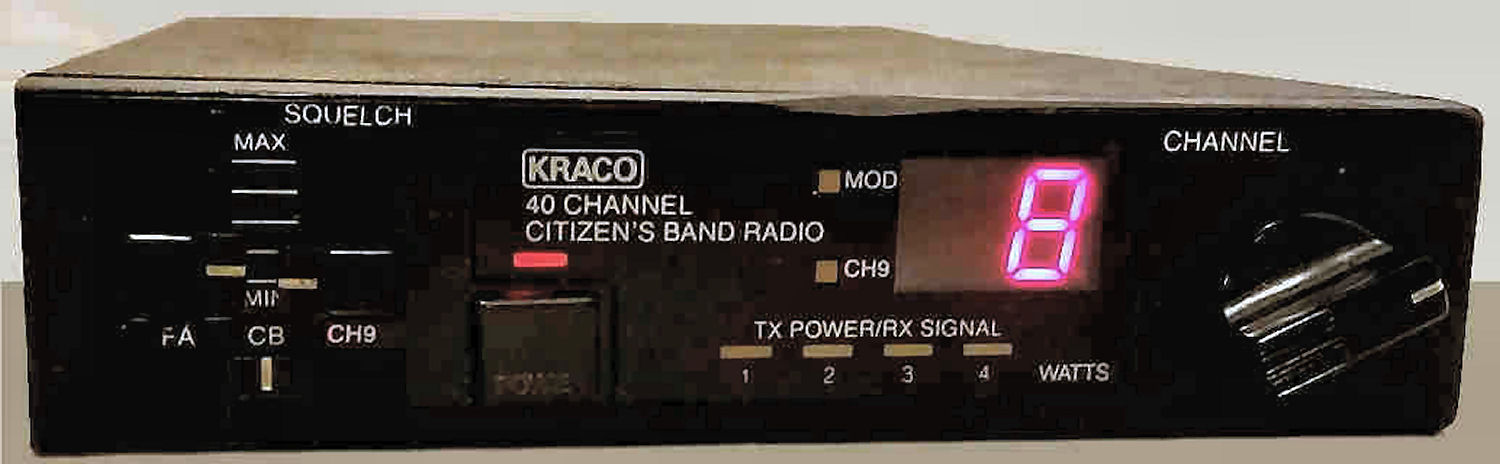 SQUELCH
MAX
MIN
PA CB CH9
KRACO
40 CHANNEL
CITIZEN'S BAND RADIO
POWER
MOD
CH9
8
TX POWER/RX SIGNAL
1 2 3 4 WATTS
CHANNEL